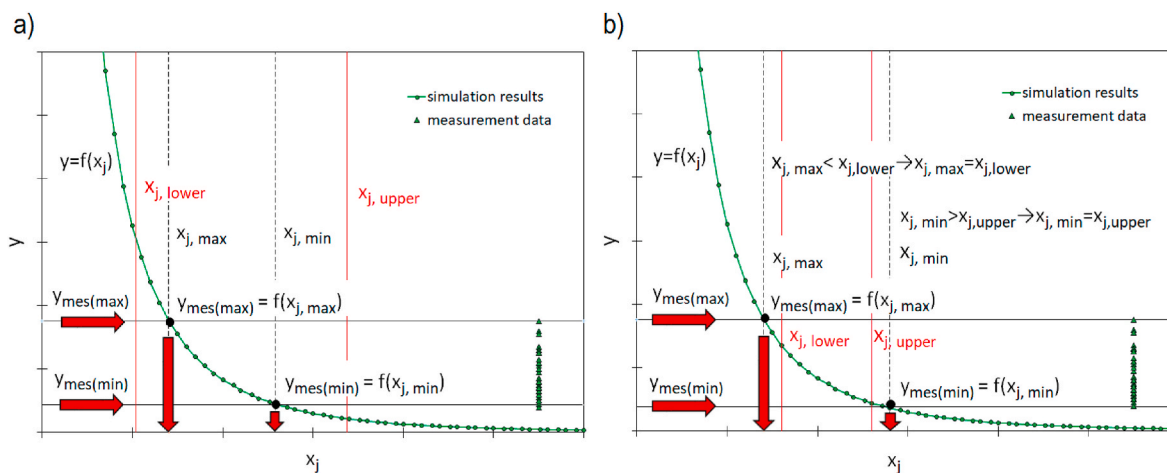 a)
simulation results
measurement data
y=f(xj)
xj, lower
xj, upper
xj, max
xj, min
y
ymes(max)
ymes(max) = f(xj, max)
ymes(min)
ymes(min) = f(xj, min)
xj
b)
simulation results
measurement data
y=f(xj)
xj, max< xj,lower→xj, max=xj,lower
xj, min>xj,upper→xj, min=xj,upper
xj, max
xj, min
y
ymes(max)
ymes(max) = f(xj, max)
xj, lower
xj, upper
ymes(min)
ymes(min) = f(xj, min)
xj